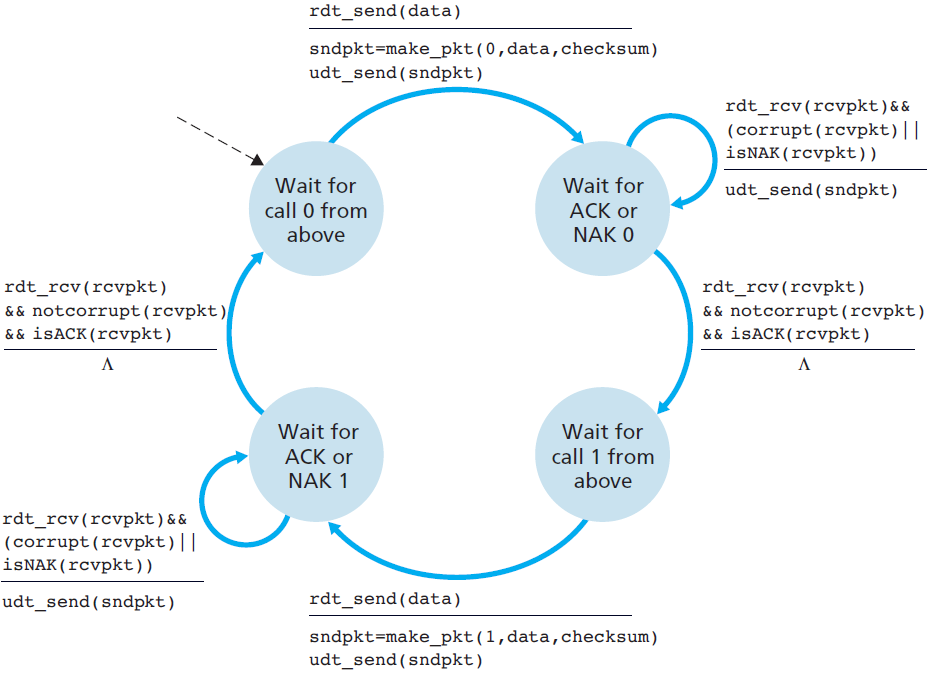 rdt_send(data)
sndpkt=make_pkt(0,data,checksum)
udt_send(sndpkt)
rdt_rcv(rcvpkt)&&
(corrupt(rcvpkt)||
isNAK(rcvpkt))
udt_send(sndpkt)
Wait for
call 0 from
above
Wait for
ACK or
NAK 0
rdt_rcv(rcvpkt)
&& notcorrupt(rcvpkt)
&& isACK(rcvpkt)
Λ
rdt_rcv(rcvpkt)
&& notcorrupt(rcvpkt)
&& isACK(rcvpkt)
Λ
Wait for
ACK or
NAK 1
Wait for
call 1 from
above
rdt_rcv(rcvpkt)&&
(corrupt(rcvpkt)||
isNAK(rcvpkt))
udt_send(sndpkt)
rdt_send(data)
sndpkt=make_pkt(1,data,checksum)
udt_send(sndpkt)